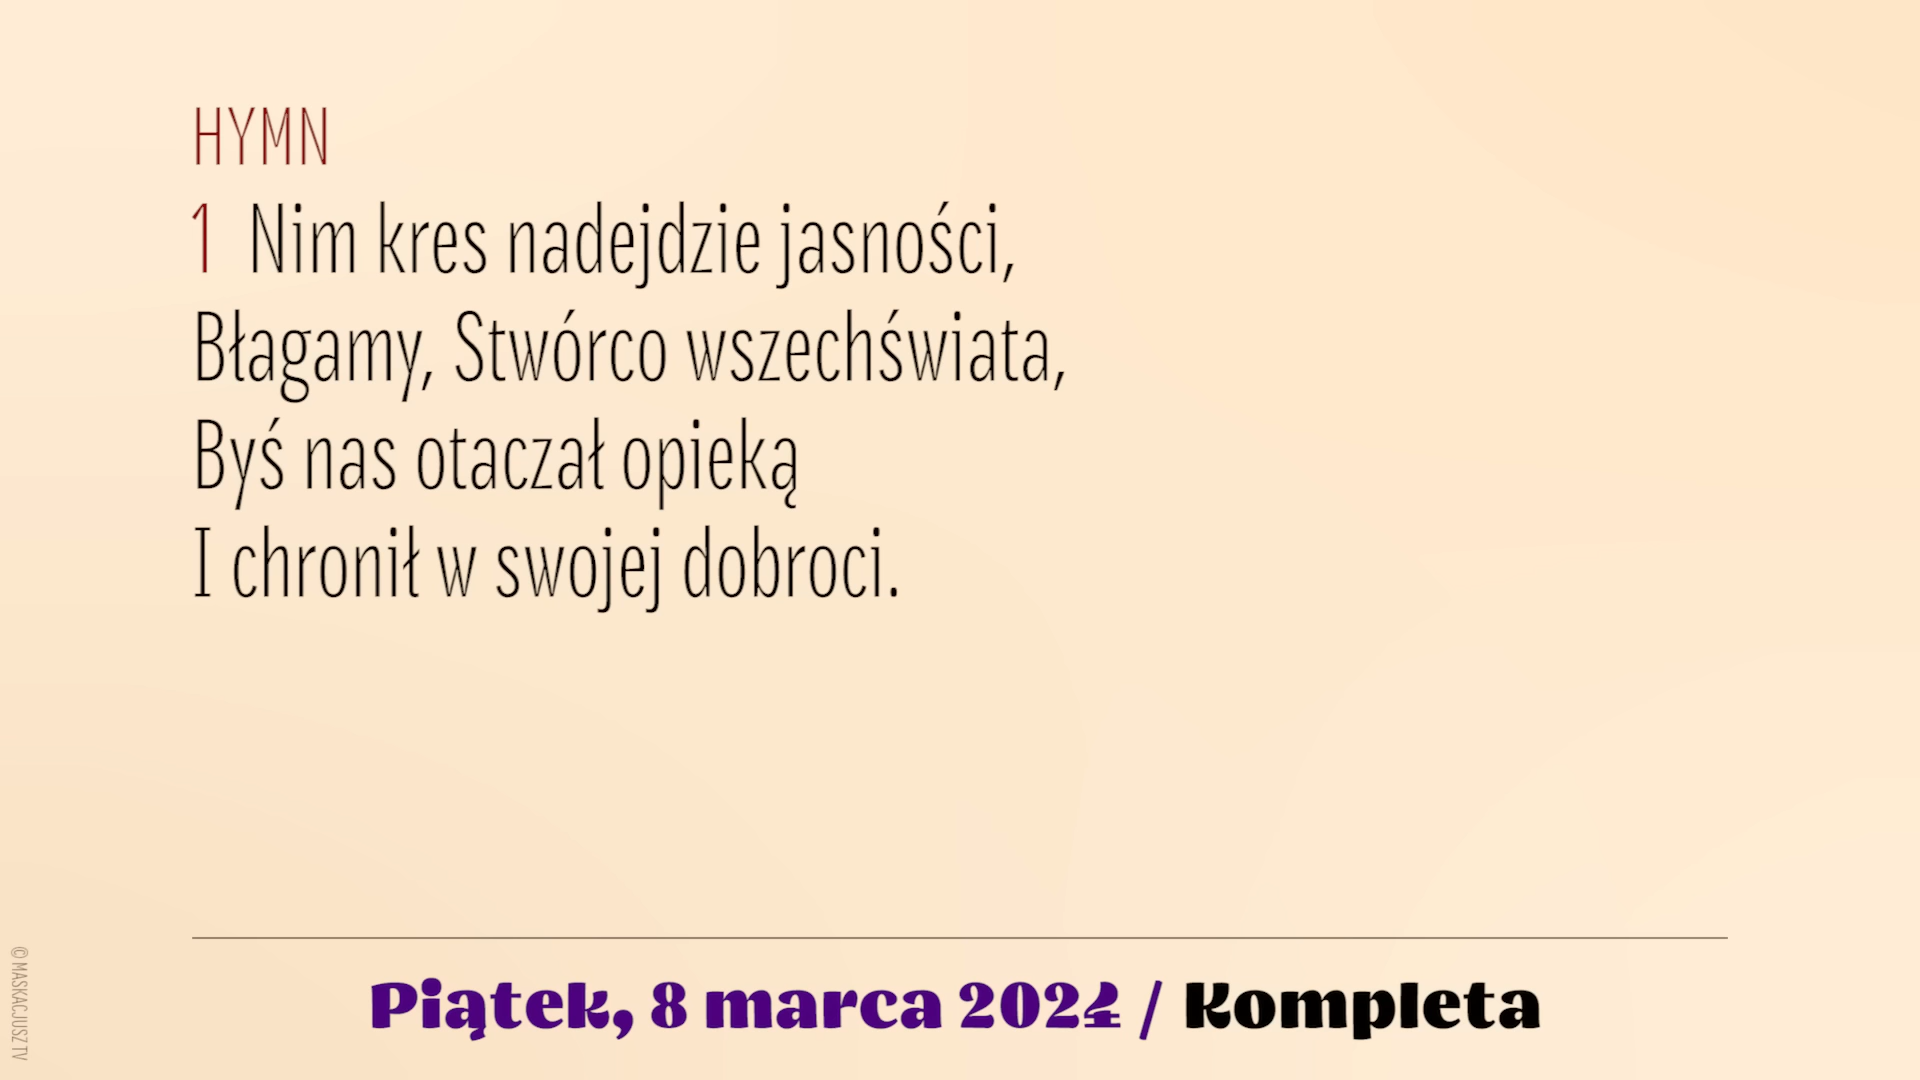 HYMN
1 Nim kres nadejdzie jasności,
Błagamy, Stwórco wszechświata,
Byś nas otaczał opieką
I chronił w swojej dobroci.
Piątek, 8 marca 2024 / Kompleta
© MASKACJUSZ TV